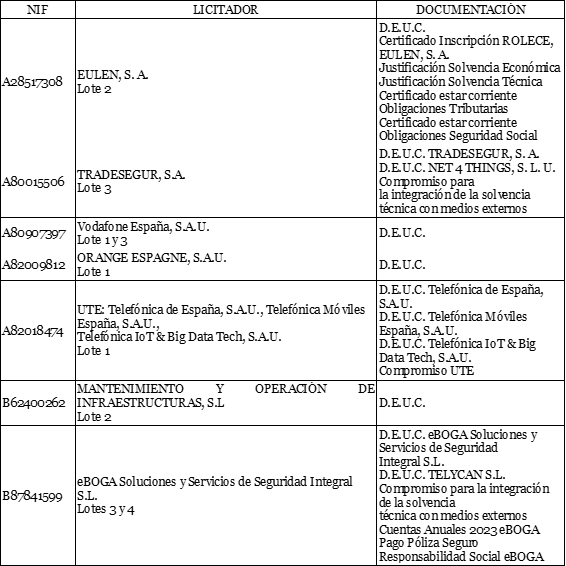 NIF LICITADOR DOCUMENTACIÓN
A28517308
EULEN, S. A.
Lote 2
D.E.U.C.
Certificado Inscripción ROLECE,
EULEN, S. A.
Justificación Solvencia Económica
Justificación Solvencia Técnica
Certificado estar corriente
Obligaciones Tributarias
Certificado estar corriente
Obligaciones Seguridad Social
A80015506
TRADESEGUR, S.A.
Lote 3
D.E.U.C. TRADESEGUR, S. A.
D.E.U.C. NET 4 THINGS, S. L. U.
Compromiso para
la integración de la solvencia
técnica con medios externos
A80907397
Vodafone España, S.A.U.
Lote 1 y 3
D.E.U.C.
A82009812
ORANGE ESPAGNE, S.A.U.
Lote 1
D.E.U.C.
A82018474
UTE: Telefónica de España, S.A.U., Telefónica Móviles
España, S.A.U.,
Telefónica IoT & Big Data Tech, S.A.U.
Lote 1
D.E.U.C. Telefónica de España,
S.A.U.
D.E.U.C. Telefónica Móviles
España, S.A.U.
D.E.U.C. Telefónica IoT & Big
Data Tech, S.A.U.
Compromiso UTE
B62400262
MANTENIMIENTO Y OPERACIÓN DE
INFRAESTRUCTURAS, S.L
Lote 2
D.E.U.C.
B87841599
eBOGA Soluciones y Servicios de Seguridad Integral
S.L.
Lotes 3 y 4
D.E.U.C. eBOGA Soluciones y
Servicios de Seguridad
Integral S.L.
D.E.U.C. TELYCAN S.L.
Compromiso para la integración
de la solvencia
técnica con medios externos
Cuentas Anuales 2023 eBOGA
Pago Póliza Seguro
Responsabilidad Social eBOGA